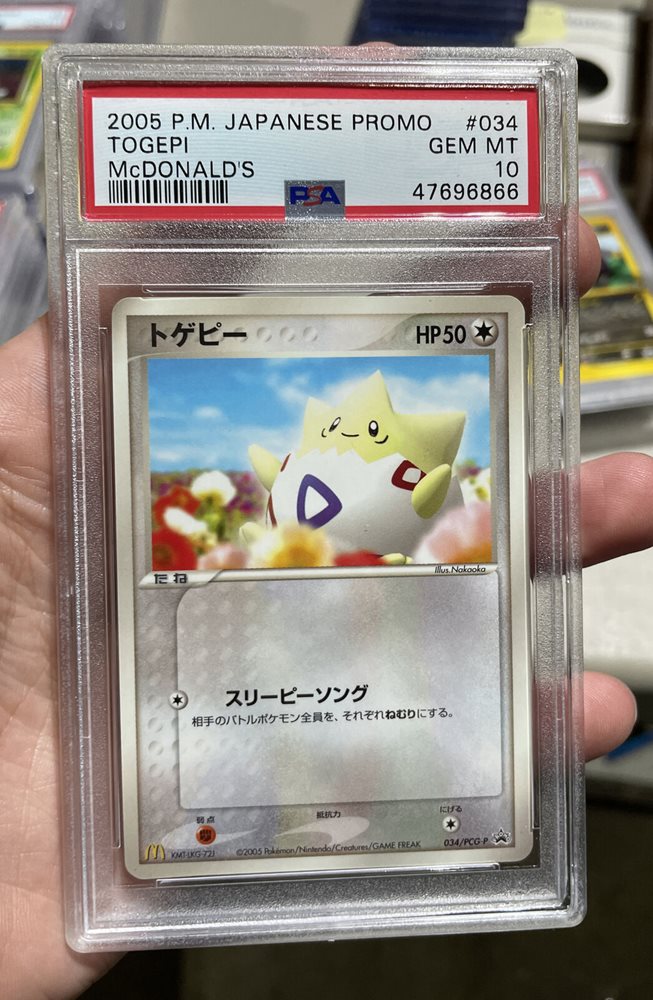 2005 P.M. JAPANESE PROMO #034
TOGEPI GEM MT
McDONALD'S 10
PSA 47696866
トゲピー HP50
たね Illus.Nakaoka
スリーピーソング
相手のバトルポケモン全員を、それぞれねむりにする。
弱点 抵抗力 にげる
KMT-LKG-72J ©2005 Pokémon/Nintendo/Creatures/GAME FREAK 034/PCG-P